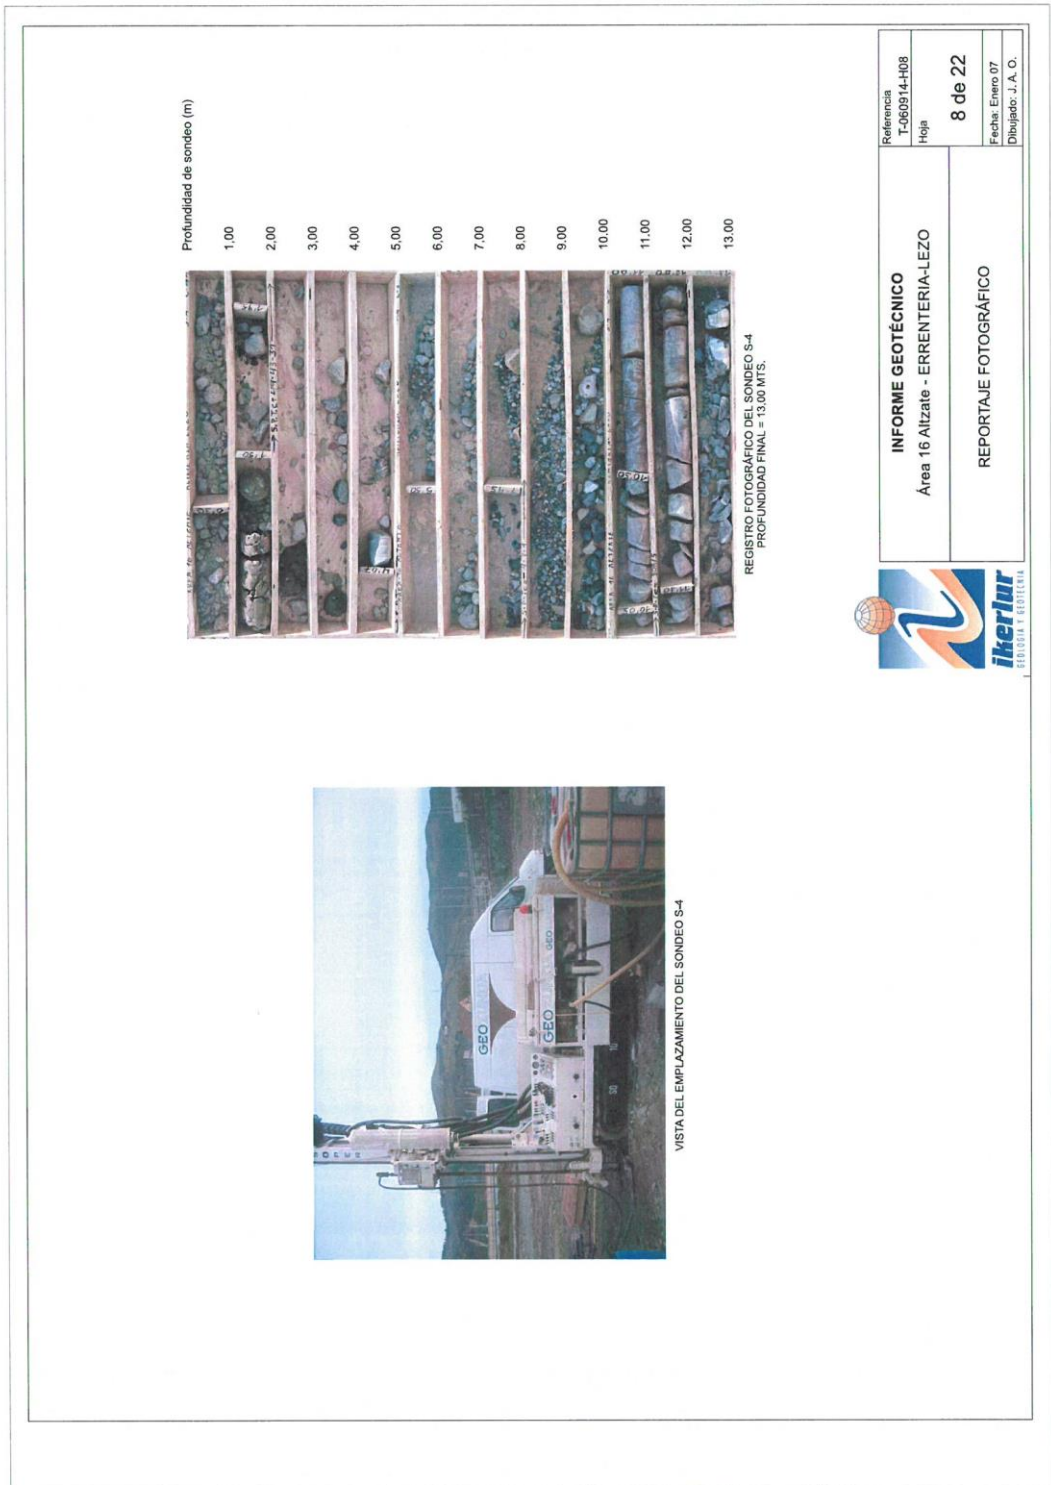 Profundidad de sondeo (m)
1,00
2,00
3,00
4,00
5,00
6.00
7.00
8.00
9.00
10.00
11.00
12.00
13.00
REGISTRO FOTOGRÁFICO DEL SONDEO S-4
PROFUNDIDAD FINAL = 13,00 MTS.
GEO
GEO
GEO
VISTA DEL EMPLAZAMIENTO DEL SONDEO S-4
ikerlur
GEOLOGIA Y GEOTECNIA
INFORME GEOTÉCNICO
Área 16 Altzate - ERRENTERIA-LEZO
REPORTAJE FOTOGRÁFICO
Referencia
T-060914-H08
Hoja
8 de 22
Fecha: Enero 07
Dibujado: J. A. O.